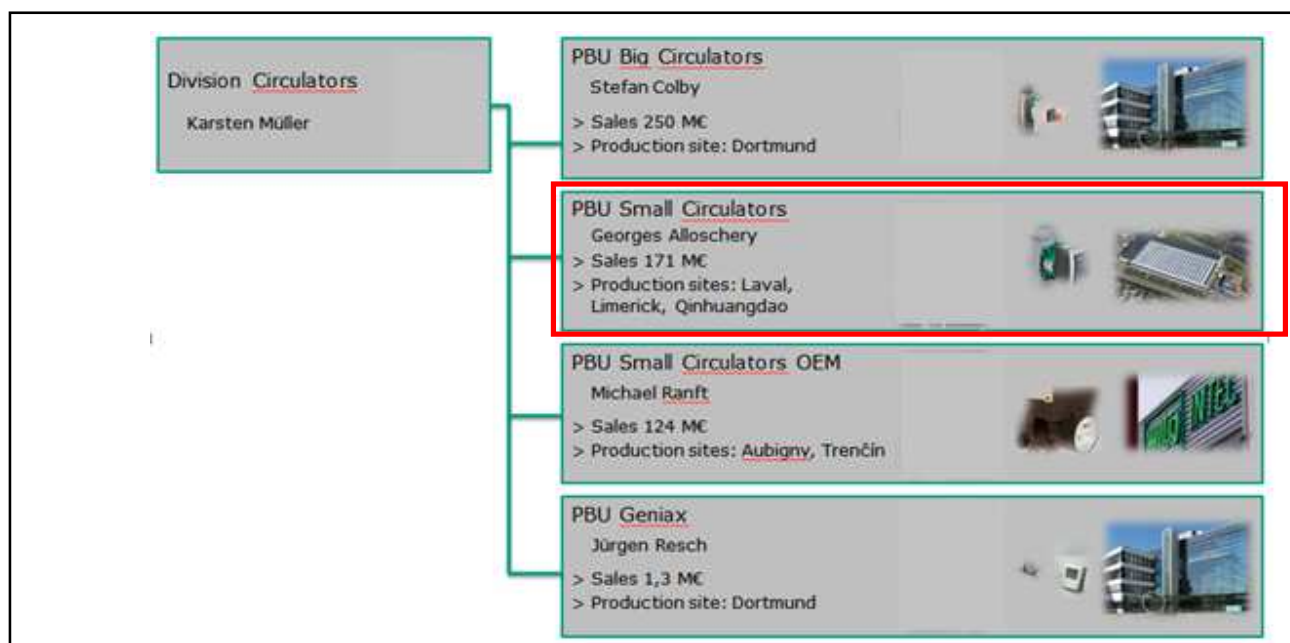 Division Circulators
Karsten Müller
PBU Big Circulators
Stefan Colby
> Sales 250 M€
> Production site: Dortmund
PBU Small Circulators
Georges Alloschery
> Sales 171 M€
> Production sites: Laval,
Limerick, Qinhuangdao
PBU Small Circulators OEM
Michael Ranft
> Sales 124 M€
> Production sites: Aubigny, Trenčín
PBU Geniax
Jürgen Resch
> Sales 1,3 M€
> Production site: Dortmund